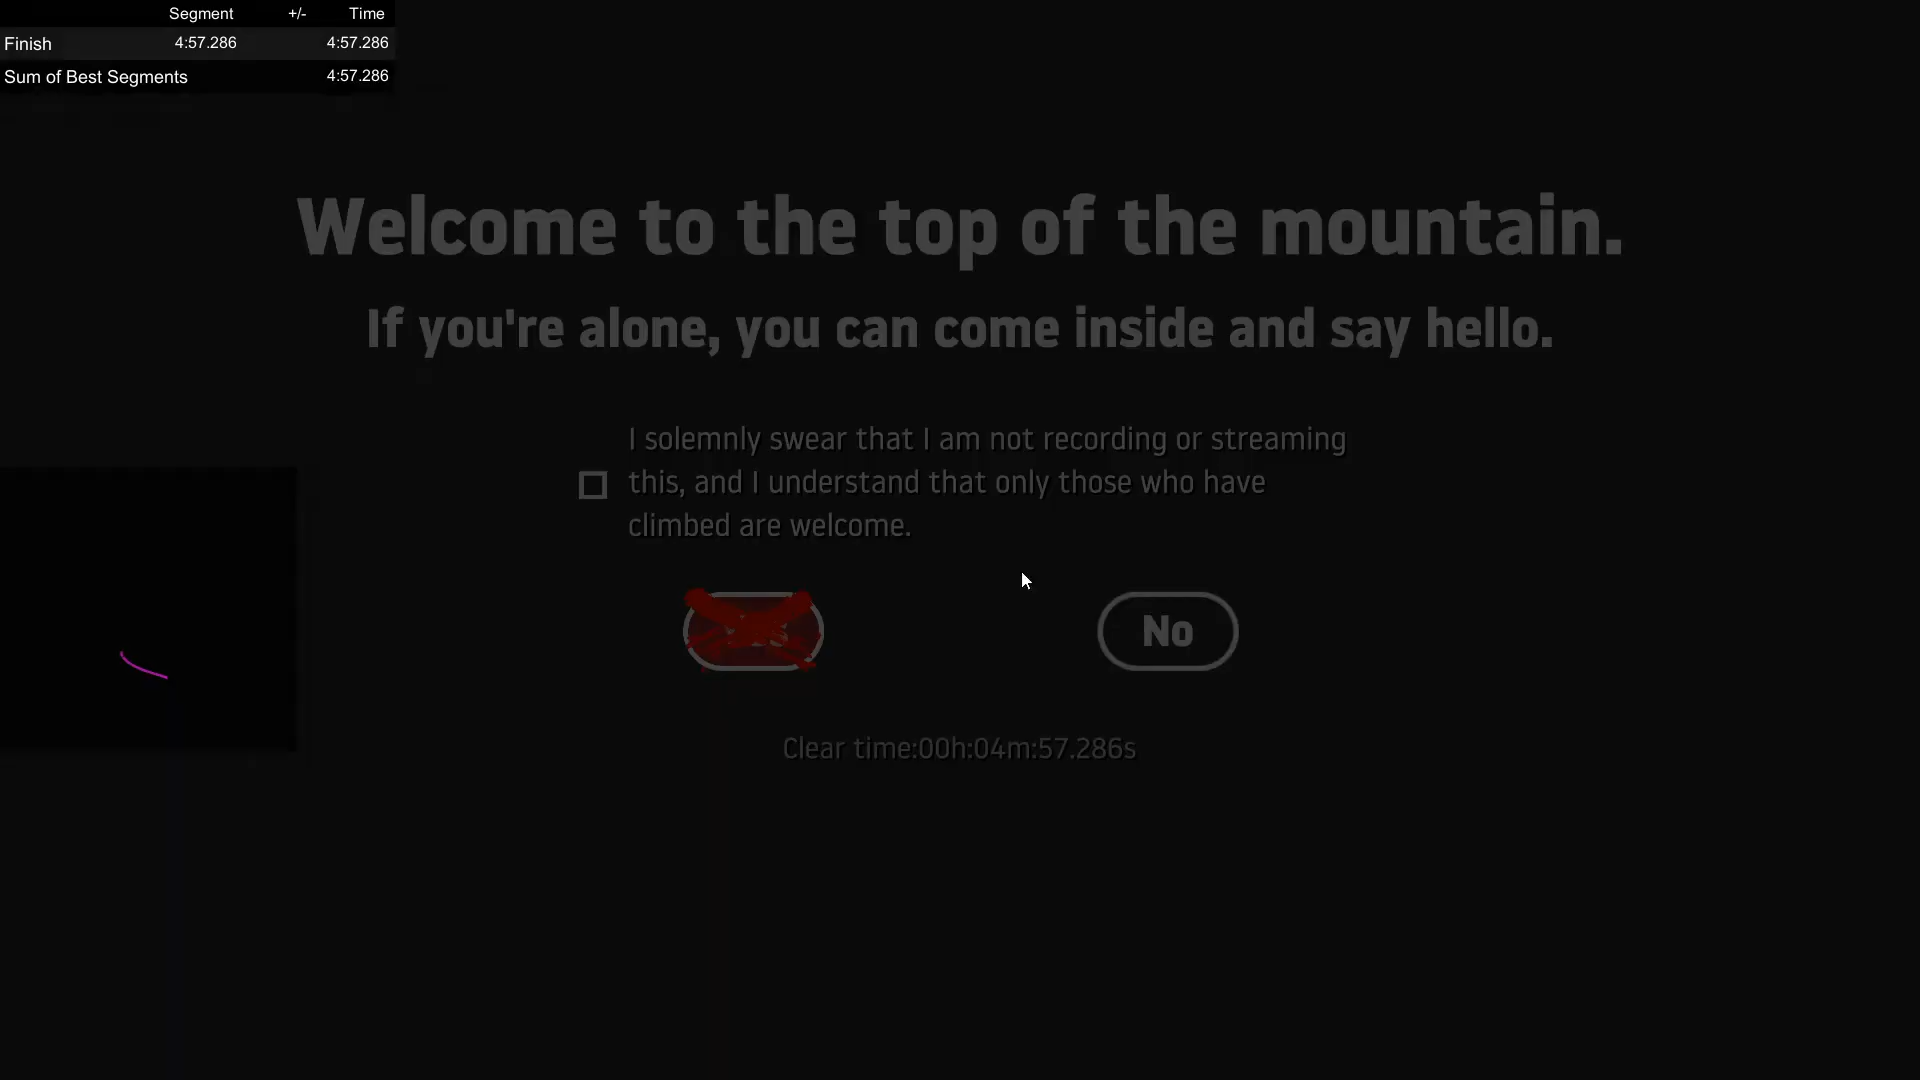 Segment +/- Time
Finish 4:57.286 4:57.286
Sum of Best Segments 4:57.286
Welcome to the top of the mountain.
If you're alone, you can come inside and say hello.
I solemnly swear that I am not recording or streaming
this, and I understand that only those who have
climbed are welcome.
No
Clear time:00h:04m:57.286s